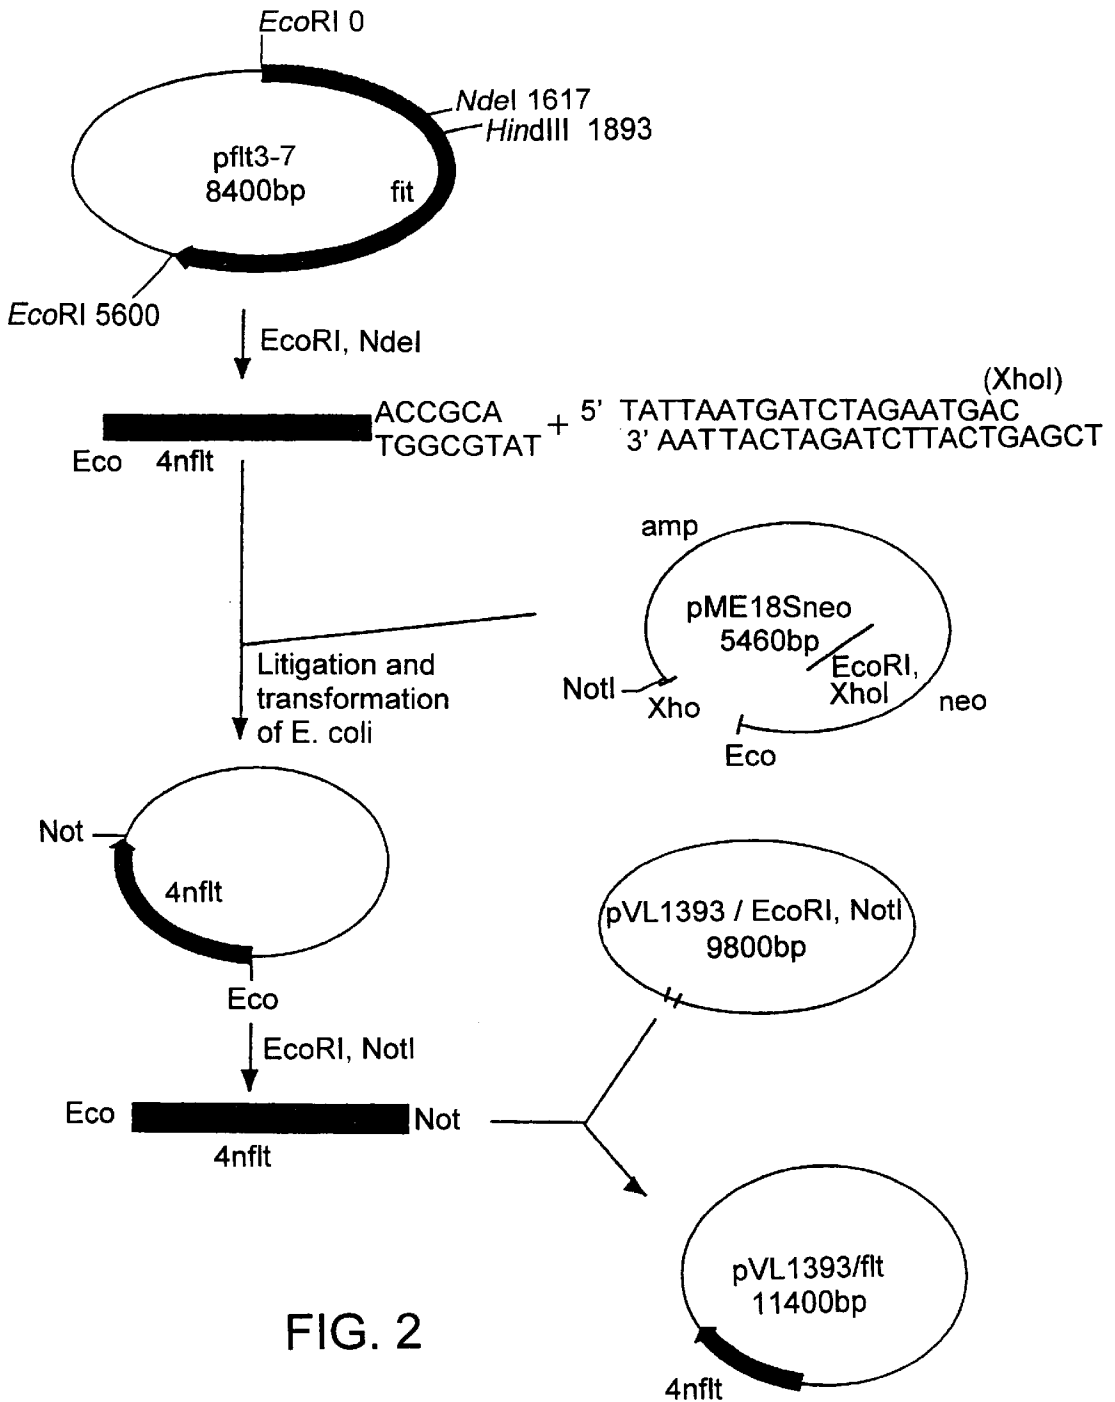 EcoRI 0
NdeI 1617
HindIII 1893
pflt3-7
8400bp
fit
EcoRI 5600
EcoRI, NdeI
(XhoI)
ACCGCA
TGGCGTAT
+
5' TATTAATGATCTAGAATGAC
3' AATTACTAGATCTTACTGAGCT
Eco
4nflt
amp
pME18Sneo
5460bp
EcoRI,
XhoI
NotI
Xho
neo
Eco
Litigation and
transformation
of E. coli
Not
4nflt
Eco
pVL1393 / EcoRI, NotI
9800bp
EcoRI, NotI
Eco
Not
4nflt
pVL1393/flt
11400bp
4nflt
FIG. 2